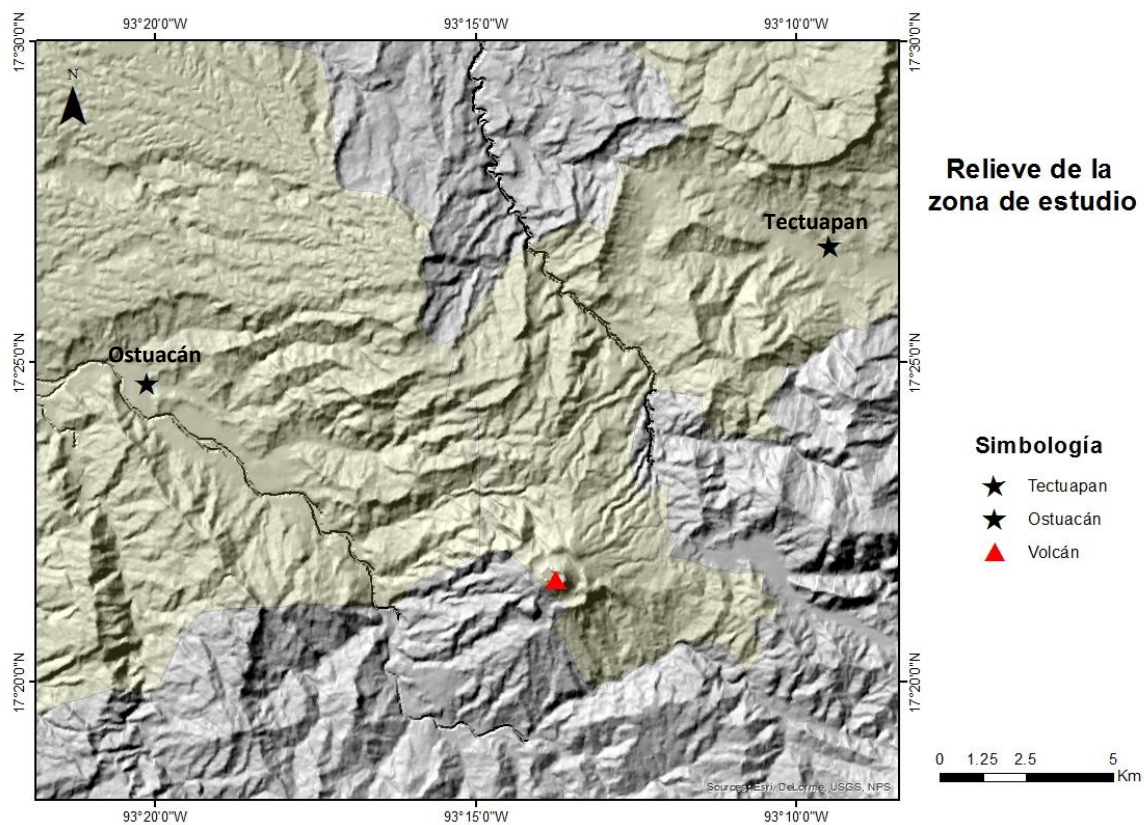 93°20'0"W
93°15'0"W
93°10'0"W
17°30'0"N
17°30'0"N
N
Relieve de la
zona de estudio
Tectuapan
17°25'0"N
17°25'0"N
Ostuacán
Simbología
Tectuapan
Ostuacán
Volcán
17°20'0"N
17°20'0"N
0 1.25 2.5 5
Km
Sources: Esri, DeLorme, USGS, NPS
93°20'0"W
93°15'0"W
93°10'0"W